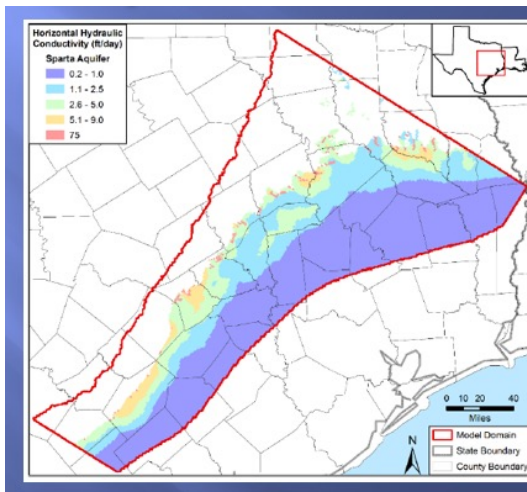 Horizontal Hydraulic
Conductivity (ft/day)
Sparta Aquifer
0.2 - 1.0
1.1 - 2.5
2.6 - 5.0
5.1 - 9.0
75
0 10 20 40
Miles
N
Model Domain
State Boundary
County Boundary